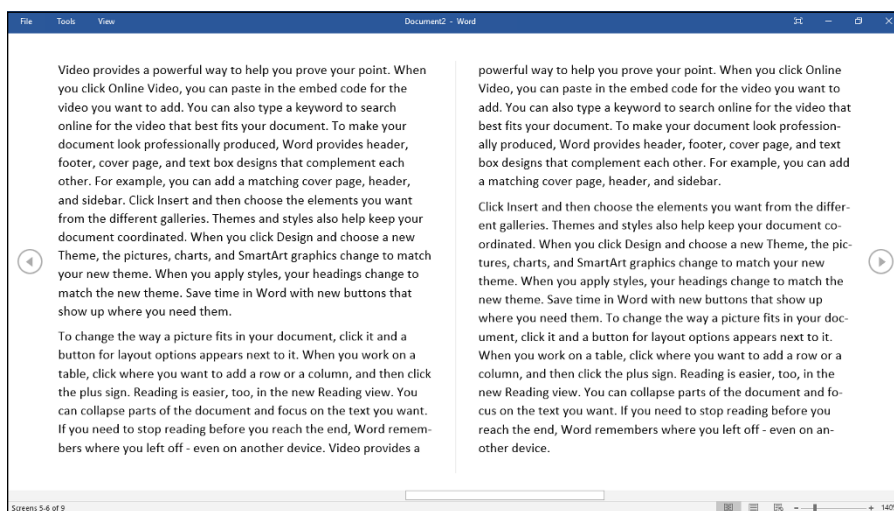 File Tools View Document2 - Word
Video provides a powerful way to help you prove your point. When
you click Online Video, you can paste in the embed code for the
video you want to add. You can also type a keyword to search
online for the video that best fits your document. To make your
document look professionally produced, Word provides header,
footer, cover page, and text box designs that complement each
other. For example, you can add a matching cover page, header,
and sidebar. Click Insert and then choose the elements you want
from the different galleries. Themes and styles also help keep your
document coordinated. When you click Design and choose a new
Theme, the pictures, charts, and SmartArt graphics change to match
your new theme. When you apply styles, your headings change to
match the new theme. Save time in Word with new buttons that
show up where you need them.
To change the way a picture fits in your document, click it and a
button for layout options appears next to it. When you work on a
table, click where you want to add a row or a column, and then click
the plus sign. Reading is easier, too, in the new Reading view. You
can collapse parts of the document and focus on the text you want.
If you need to stop reading before you reach the end, Word remem-
bers where you left off - even on another device. Video provides a
powerful way to help you prove your point. When you click Online
Video, you can paste in the embed code for the video you want to
add. You can also type a keyword to search online for the video that
best fits your document. To make your document look profession-
ally produced, Word provides header, footer, cover page, and text
box designs that complement each other. For example, you can add
a matching cover page, header, and sidebar.
Click Insert and then choose the elements you want from the differ-
ent galleries. Themes and styles also help keep your document co-
ordinated. When you click Design and choose a new Theme, the pic-
tures, charts, and SmartArt graphics change to match your new
theme. When you apply styles, your headings change to match the
new theme. Save time in Word with new buttons that show up
where you need them. To change the way a picture fits in your doc-
ument, click it and a button for layout options appears next to it.
When you work on a table, click where you want to add a row or a
column, and then click the plus sign. Reading is easier, too, in the
new Reading view. You can collapse parts of the document and fo-
cus on the text you want. If you need to stop reading before you
reach the end, Word remembers where you left off - even on an-
other device.
Screens 5-6 of 9 140%